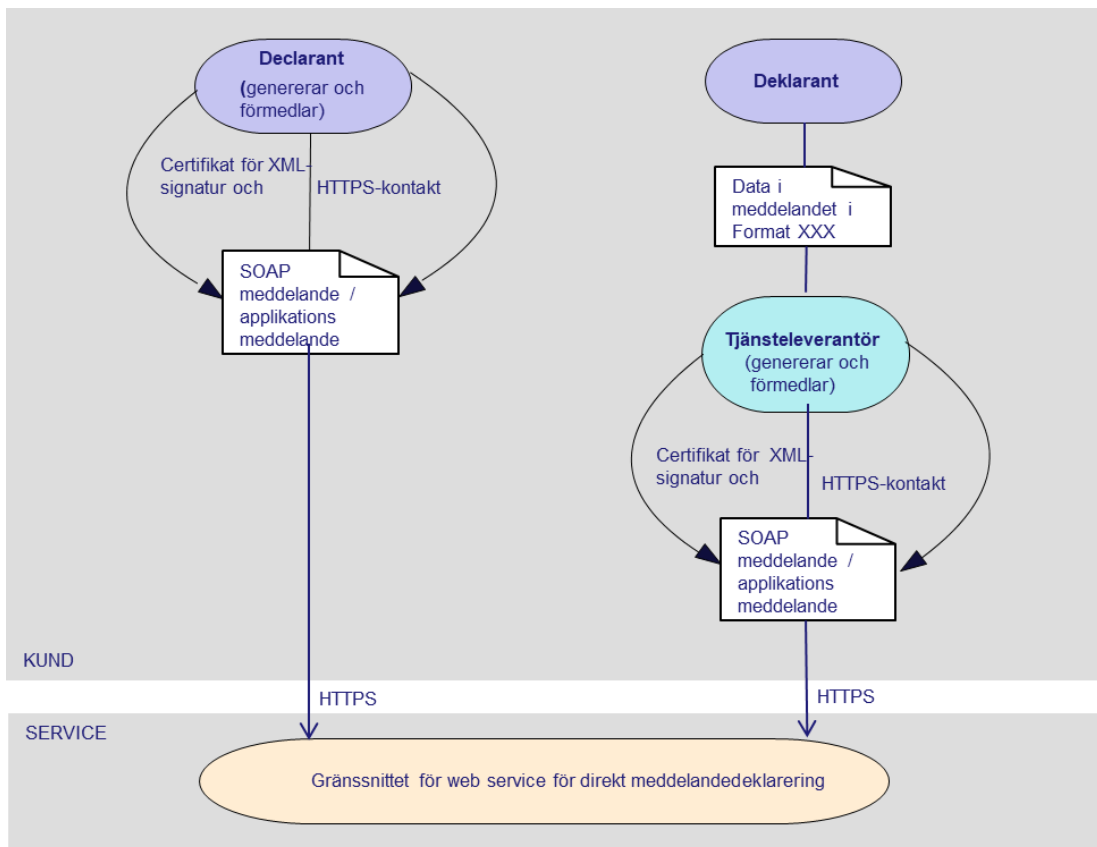 Declarant
(genererar och
förmedlar)
Certifikat för XML-
signatur och
HTTPS-kontakt
SOAP
meddelande /
applikations
meddelande
Deklarant
Data i
meddelandet i
Format XXX
Tjänsteleverantör
(genererar och
förmedlar)
Certifikat för XML-
signatur och
HTTPS-kontakt
SOAP
meddelande /
applikations
meddelande
KUND
HTTPS
HTTPS
SERVICE
Gränssnittet för web service för direkt meddelandedeklarering